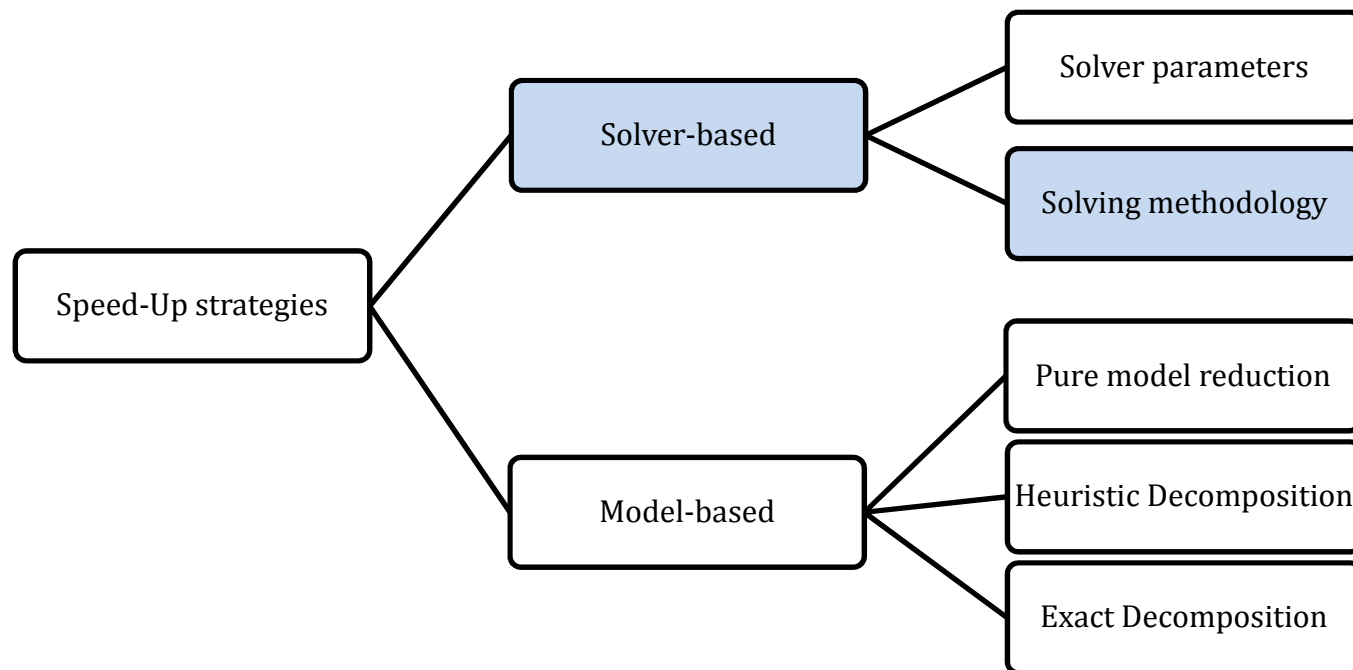 Solver parameters
Solver-based
Solving methodology
Speed-Up strategies
Pure model reduction
Model-based
Heuristic Decomposition
Exact Decomposition